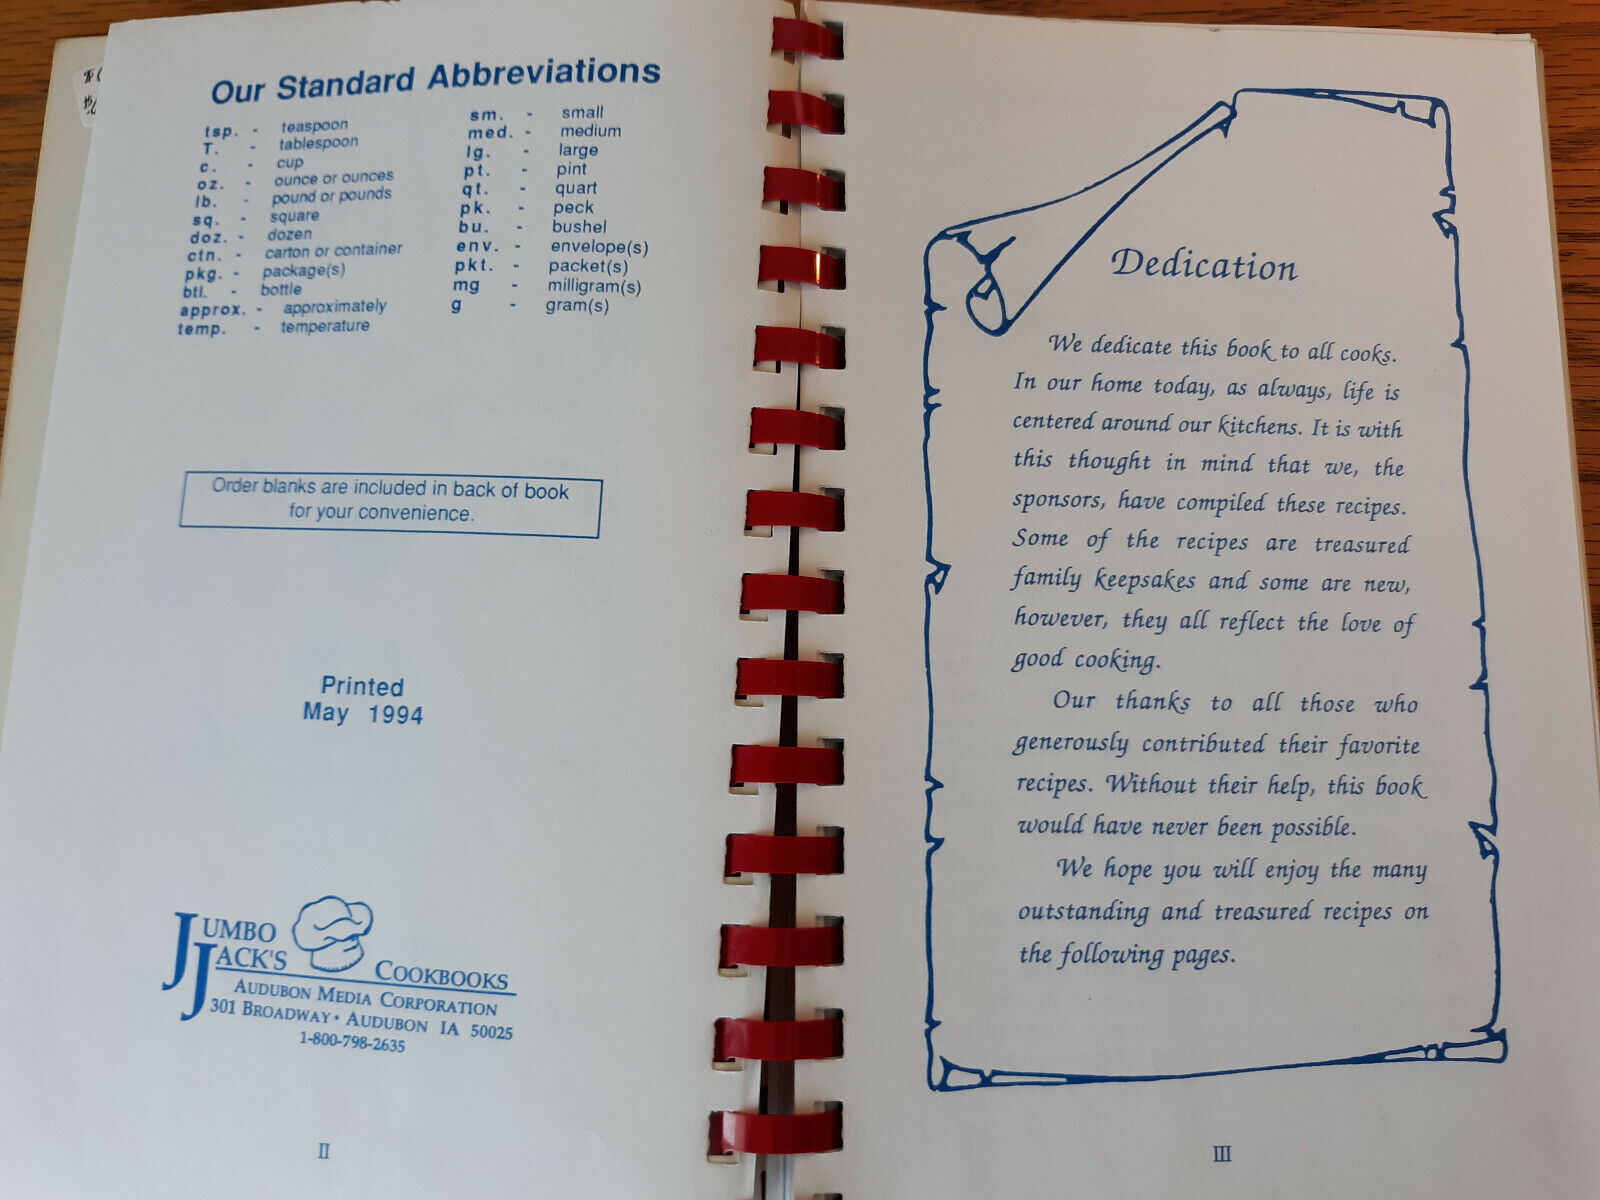 Our Standard Abbreviations
tsp. - teaspoon
T. - tablespoon
c. - cup
oz. - ounce or ounces
lb. - pound or pounds
sq. - square
doz. - dozen
ctn. - carton or container
pkg. - package(s)
btl. - bottle
approx. - approximately
temp. - temperature
sm. - small
med. - medium
lg. - large
pt. - pint
qt. - quart
pk. - peck
bu. - bushel
env. - envelope(s)
pkt. - packet(s)
mg - milligram(s)
g - gram(s)
Order blanks are included in back of book
for your convenience.
Printed
May 1994
JUMBO
JACK'S COOKBOOKS
AUDUBON MEDIA CORPORATION
301 BROADWAY • AUDUBON IA 50025
1-800-798-2635
II
Dedication
We dedicate this book to all cooks.
In our home today, as always, life is
centered around our kitchens. It is with
this thought in mind that we, the
sponsors, have compiled these recipes.
Some of the recipes are treasured
family keepsakes and some are new,
however, they all reflect the love of
good cooking.
Our thanks to all those who
generously contributed their favorite
recipes. Without their help, this book
would have never been possible.
We hope you will enjoy the many
outstanding and treasured recipes on
the following pages.
III